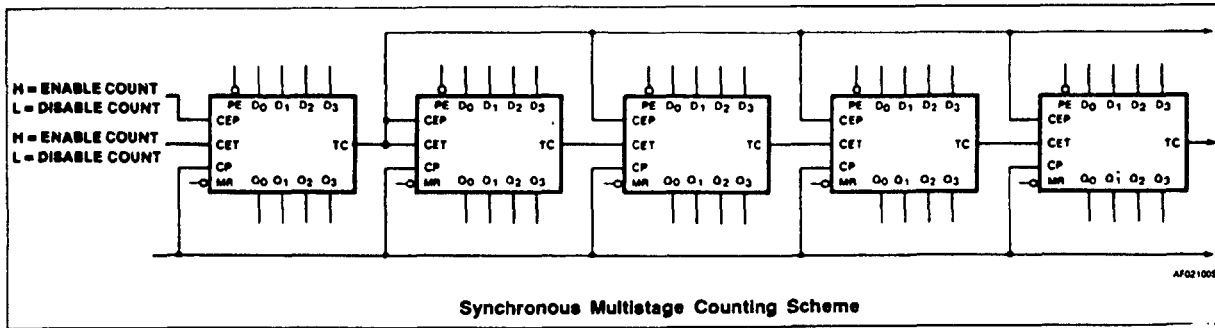 H = ENABLE COUNT
L = DISABLE COUNT
H = ENABLE COUNT
L = DISABLE COUNT
PE D0 D1 D2 D3
CEP
CET TC
CP
MR Q0 Q1 Q2 Q3
PE D0 D1 D2 D3
CEP
CET TC
CP
MR Q0 Q1 Q2 Q3
PE D0 D1 D2 D3
CEP
CET TC
CP
MR Q0 Q1 Q2 Q3
PE D0 D1 D2 D3
CEP
CET TC
CP
MR Q0 Q1 Q2 Q3
PE D0 D1 D2 D3
CEP
CET TC
CP
MR Q0 Q1 Q2 Q3
AF02100S
Synchronous Multistage Counting Scheme